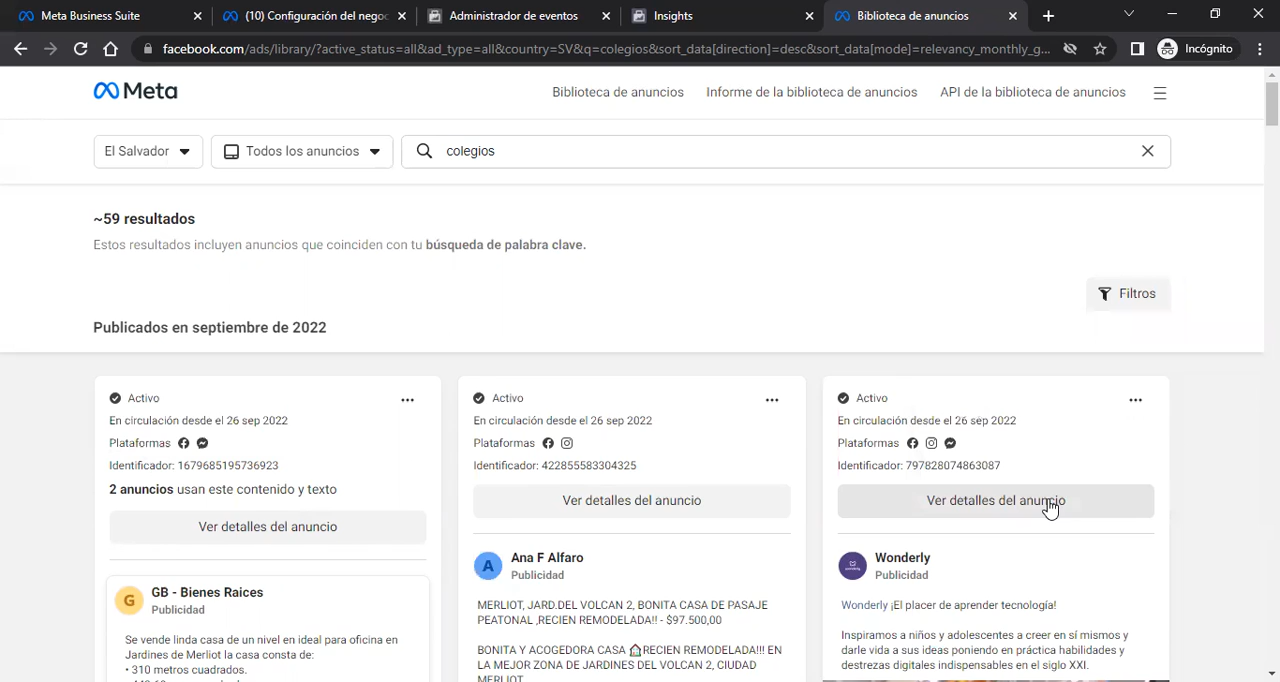 Meta Business Suite
(10) Configuración del negoc
Administrador de eventos
Insights
Biblioteca de anuncios
facebook.com/ads/library/?active_status=all&ad_type=all&country=SV&q=colegios&sort_data[direction]=desc&sort_data[mode]=relevancy_monthly_g...
Incógnito
Meta
Biblioteca de anuncios
Informe de la biblioteca de anuncios
API de la biblioteca de anuncios
El Salvador
Todos los anuncios
colegios
~59 resultados
Estos resultados incluyen anuncios que coinciden con tu búsqueda de palabra clave.
Filtros
Publicados en septiembre de 2022
Activo
En circulación desde el 26 sep 2022
Plataformas
Identificador: 1679685195736923
2 anuncios usan este contenido y texto
Ver detalles del anuncio
G
GB - Bienes Raices
Publicidad
Se vende linda casa de un nivel en ideal para oficina en
Jardines de Merliot la casa consta de:
• 310 metros cuadrados.
Activo
En circulación desde el 26 sep 2022
Plataformas
Identificador: 422855583304325
Ver detalles del anuncio
A
Ana F Alfaro
Publicidad
MERLIOT, JARD.DEL VOLCAN 2, BONITA CASA DE PASAJE
PEATONAL ,RECIEN REMODELADA!! - $97.500,00
BONITA Y ACOGEDORA CASA 🏠RECIEN REMODELADA!!! EN
LA MEJOR ZONA DE JARDINES DEL VOLCAN 2, CIUDAD
MERLIOT
Activo
En circulación desde el 26 sep 2022
Plataformas
Identificador: 797828074863087
Ver detalles del anuncio
Wonderly
Publicidad
Wonderly ¡El placer de aprender tecnología!
Inspiramos a niños y adolescentes a creer en sí mismos y
darle vida a sus ideas poniendo en práctica habilidades y
destrezas digitales indispensables en el siglo XXI.